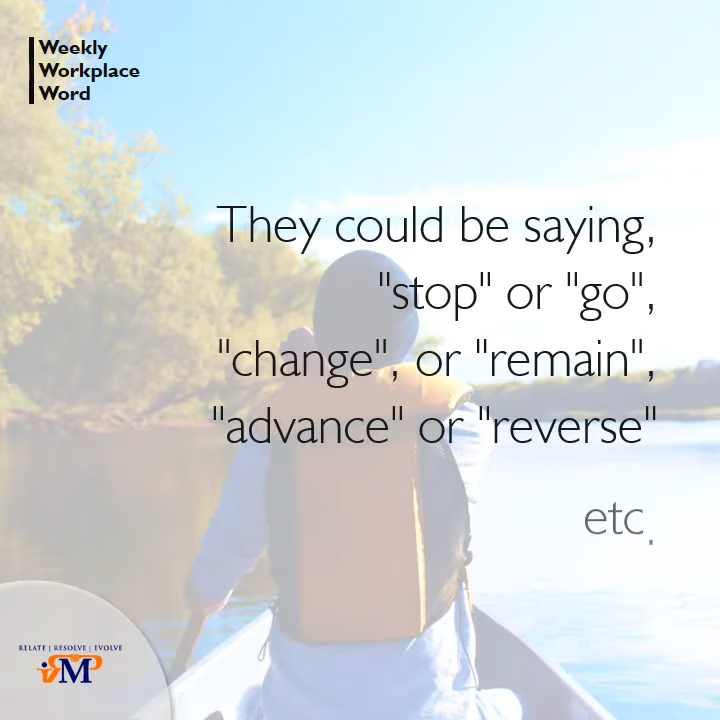 Weekly
Workplace
Word
They could be saying,
"stop" or "go",
"change", or "remain",
"advance" or "reverse"
etc.
RELATE | RESOLVE | EVOLVE
iRMP